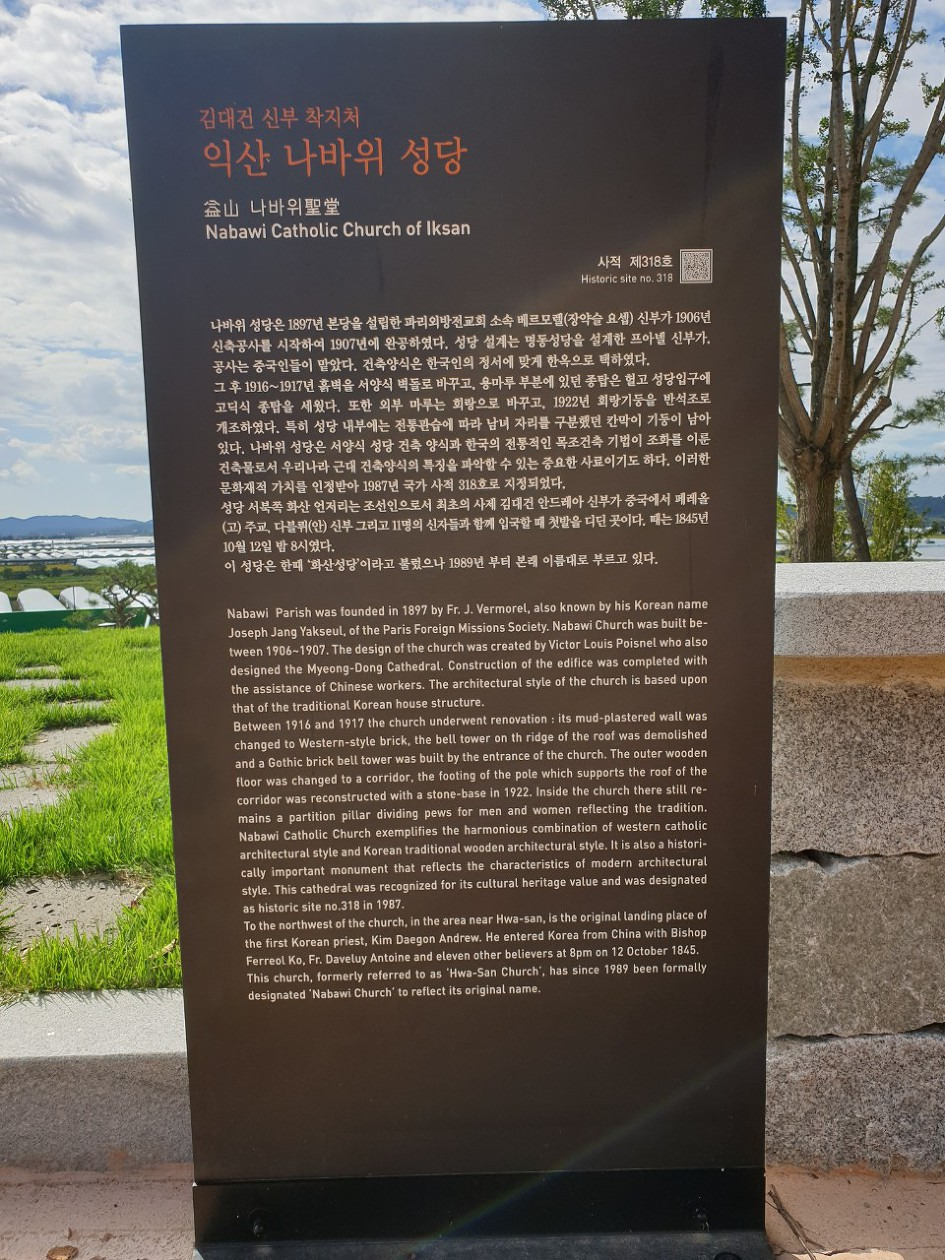 김대건 신부 착지처
익산 나바위 성당
益山 나바위聖堂
Nabawi Catholic Church of Iksan
사적 제318호
Historic site no. 318
나바위 성당은 1897년 본당을 설립한 파리외방전교회 소속 베르모렐(장약슬 요셉) 신부가 1906년
신축공사를 시작하여 1907년에 완공하였다. 성당 설계는 명동성당을 설계한 프아넬 신부가,
공사는 중국인들이 맡았다. 건축양식은 한국인의 정서에 맞게 한옥으로 택하였다.
그 후 1916~1917년 흙벽을 서양식 벽돌로 바꾸고, 용마루 부분에 있던 종탑은 헐고 성당입구에
고딕식 종탑을 세웠다. 또한 외부 마루는 회랑으로 바꾸고, 1922년 회랑기둥을 반석조로
개조하였다. 특히 성당 내부에는 전통관습에 따라 남녀 자리를 구분했던 칸막이 기둥이 남아
있다. 나바위 성당은 서양식 성당 건축 양식과 한국의 전통적인 목조건축 기법이 조화를 이룬
건축물로서 우리나라 근대 건축양식의 특징을 파악할 수 있는 중요한 사료이기도 하다. 이러한
문화재적 가치를 인정받아 1987년 국가 사적 318호로 지정되었다.
성당 서북쪽 화산 언저리는 조선인으로서 최초의 사제 김대건 안드레아 신부가 중국에서 페레올
(고) 주교, 다블뤼(안) 신부 그리고 11명의 신자들과 함께 입국할 때 첫발을 디딘 곳이다. 때는 1845년
10월 12일 밤 8시였다.
이 성당은 한때 '화산성당'이라고 불렸으나 1989년 부터 본래 이름대로 부르고 있다.
Nabawi Parish was founded in 1897 by Fr. J. Vermorel, also known by his Korean name
Joseph Jang Yakseul, of the Paris Foreign Missions Society. Nabawi Church was built be-
tween 1906~1907. The design of the church was created by Victor Louis Poisnel who also
designed the Myeong-Dong Cathedral. Construction of the edifice was completed with
the assistance of Chinese workers. The architectural style of the church is based upon
that of the traditional Korean house structure.
Between 1916 and 1917 the church underwent renovation : its mud-plastered wall was
changed to Western-style brick, the bell tower on th ridge of the roof was demolished
and a Gothic brick bell tower was built by the entrance of the church. The outer wooden
floor was changed to a corridor, the footing of the pole which supports the roof of the
corridor was reconstructed with a stone-base in 1922. Inside the church there still re-
mains a partition pillar dividing pews for men and women reflecting the tradition.
Nabawi Catholic Church exemplifies the harmonious combination of western catholic
architectural style and Korean traditional wooden architectural style. It is also a histori-
cally important monument that reflects the characteristics of modern architectural
style. This cathedral was recognized for its cultural heritage value and was designated
as historic site no.318 in 1987.
To the northwest of the church, in the area near Hwa-san, is the original landing place of
the first Korean priest, Kim Daegon Andrew. He entered Korea from China with Bishop
Ferreol Ko, Fr. Daveluy Antoine and eleven other believers at 8pm on 12 October 1845.
This church, formerly referred to as 'Hwa-San Church', has since 1989 been formally
designated 'Nabawi Church' to reflect its original name.